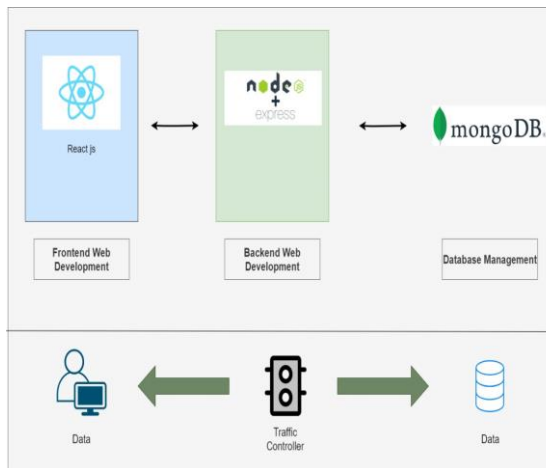 node
+
express
React js
mongoDB
Frontend Web
Development
Backend Web
Development
Database Management
Data
Traffic
Controller
Data